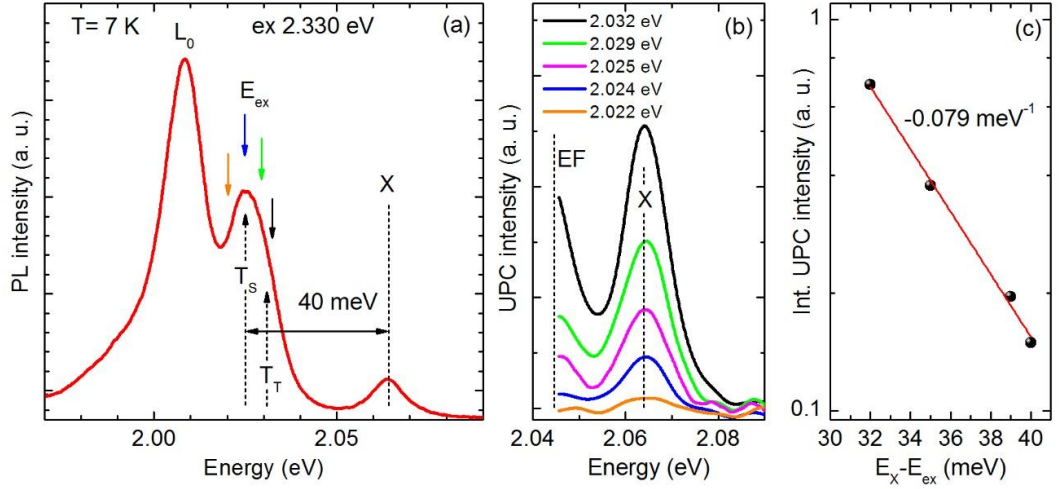 T= 7 K
ex 2.330 meV
(a)
L0
Eex
X
TS
40 meV
TT
PL intensity (a. u.)
2.00
2.05
Energy (eV)
2.032 eV
2.029 eV
2.025 eV
2.024 eV
2.022 eV
(b)
EF
X
UPC intensity (a. u.)
2.04
2.06
2.08
Energy (eV)
(c)
1
-0.079 meV-1
Int. UPC intensity (a. u.)
0.1
30
32
34
36
38
40
EX-Eex (meV)